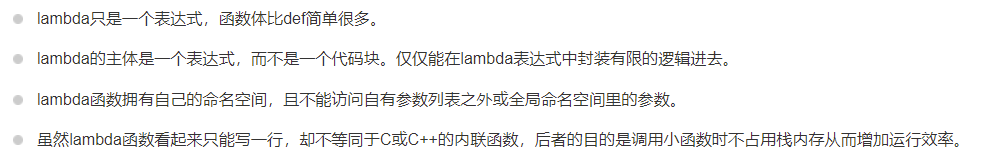 lambda只是一个表达式，函数体比def简单很多。
lambda的主体是一个表达式，而不是一个代码块。仅仅能在lambda表达式中封装有限的逻辑进去。
lambda函数拥有自己的命名空间，且不能访问自有参数列表之外或全局命名空间里的参数。
虽然lambda函数看起来只能写一行，却不等同于C或C++的内联函数，后者的目的是调用小函数时不占用栈内存从而增加运行效率。